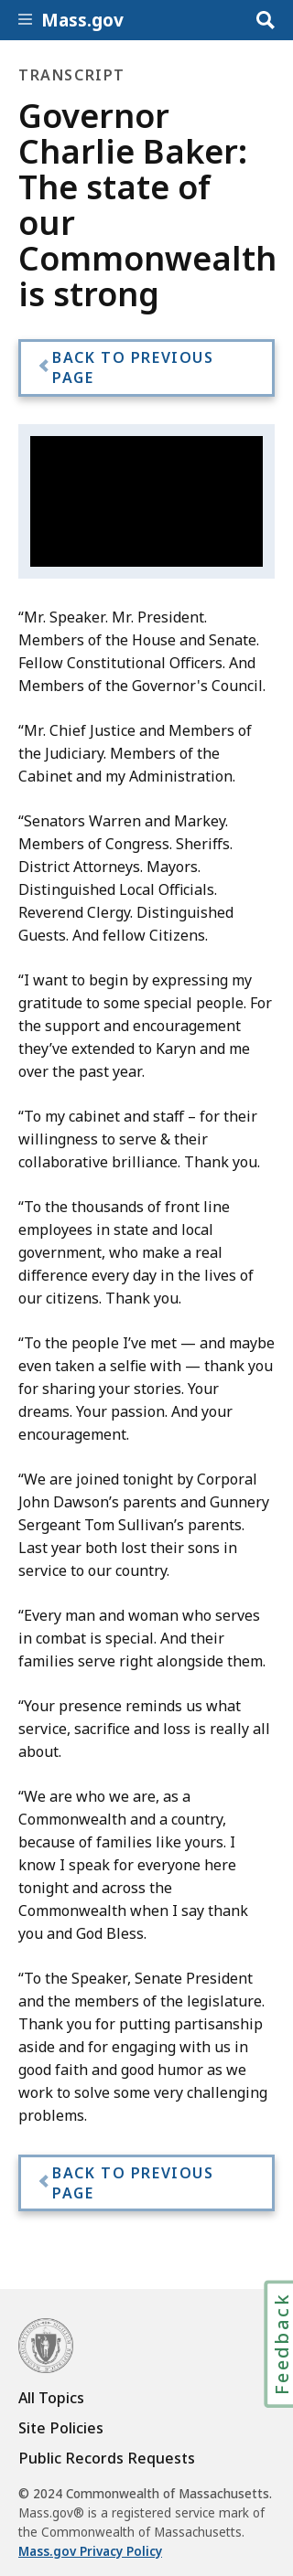 Mass.gov
TRANSCRIPT
Governor
Charlie Baker:
The state of
our
Commonwealth
is strong
BACK TO PREVIOUS
PAGE
“Mr. Speaker. Mr. President.
Members of the House and Senate.
Fellow Constitutional Officers. And
Members of the Governor's Council.
“Mr. Chief Justice and Members of
the Judiciary. Members of the
Cabinet and my Administration.
“Senators Warren and Markey.
Members of Congress. Sheriffs.
District Attorneys. Mayors.
Distinguished Local Officials.
Reverend Clergy. Distinguished
Guests. And fellow Citizens.
“I want to begin by expressing my
gratitude to some special people. For
the support and encouragement
they’ve extended to Karyn and me
over the past year.
“To my cabinet and staff – for their
willingness to serve & their
collaborative brilliance. Thank you.
“To the thousands of front line
employees in state and local
government, who make a real
difference every day in the lives of
our citizens. Thank you.
“To the people I’ve met — and maybe
even taken a selfie with — thank you
for sharing your stories. Your
dreams. Your passion. And your
encouragement.
“We are joined tonight by Corporal
John Dawson’s parents and Gunnery
Sergeant Tom Sullivan’s parents.
Last year both lost their sons in
service to our country.
“Every man and woman who serves
in combat is special. And their
families serve right alongside them.
“Your presence reminds us what
service, sacrifice and loss is really all
about.
“We are who we are, as a
Commonwealth and a country,
because of families like yours. I
know I speak for everyone here
tonight and across the
Commonwealth when I say thank
you and God Bless.
“To the Speaker, Senate President
and the members of the legislature.
Thank you for putting partisanship
aside and for engaging with us in
good faith and good humor as we
work to solve some very challenging
problems.
BACK TO PREVIOUS
PAGE
Feedback
All Topics
Site Policies
Public Records Requests
© 2024 Commonwealth of Massachusetts.
Mass.gov® is a registered service mark of
the Commonwealth of Massachusetts.
Mass.gov Privacy Policy